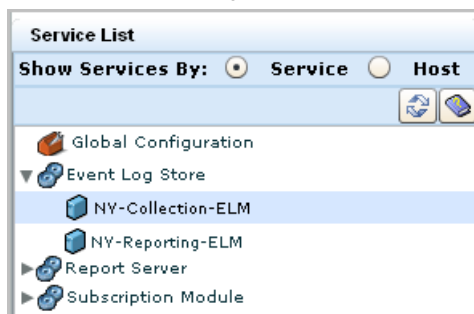 Service List
Show Services By: Service Host
Global Configuration
Event Log Store
NY-Collection-ELM
NY-Reporting-ELM
Report Server
Subscription Module